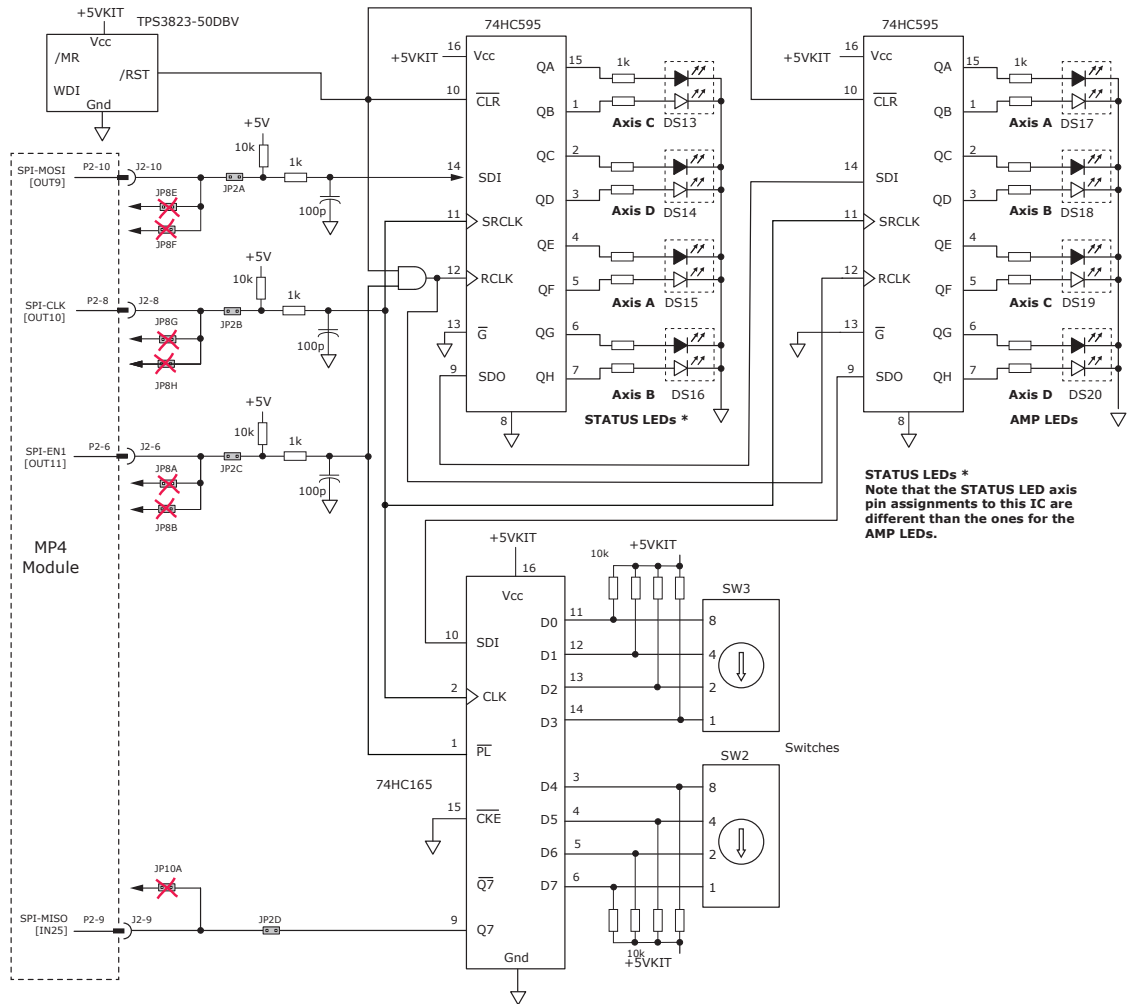 +5VKIT
TPS3823-50DBV
Vcc
/MR
/RST
WDI
Gnd
74HC595
+5VKIT
16
Vcc
10
CLR
14
SDI
11
SRCLK
12
RCLK
13
G
9
SDO
8
QA
15
1k
QB
1
Axis C
DS13
QC
2
QD
3
Axis D
DS14
QE
4
QF
5
Axis A
DS15
QG
6
QH
7
Axis B
DS16
STATUS LEDs *
74HC595
+5VKIT
16
Vcc
10
CLR
14
SDI
11
SRCLK
12
RCLK
13
G
9
SDO
8
QA
15
1k
QB
1
Axis A
DS17
QC
2
QD
3
Axis B
DS18
QE
4
QF
5
Axis C
DS19
QG
6
QH
7
Axis D
DS20
AMP LEDs
STATUS LEDs *
Note that the STATUS LED axis
pin assignments to this IC are
different than the ones for the
AMP LEDs.
MP4
Module
SPI-MOSI
[OUT9]
P2-10
J2-10
JP8E
JP8F
JP2A
+5V
10k
1k
100p
SPI-CLK
[OUT10]
P2-8
J2-8
JP8G
JP8H
JP2B
+5V
10k
1k
100p
SPI-EN1
[OUT11]
P2-6
J2-6
JP8A
JP8B
JP2C
+5V
10k
1k
100p
JP10A
SPI-MISO
[IN25]
P2-9
J2-9
JP2D
+5VKIT
16
Vcc
10
SDI
2
CLK
1
PL
74HC165
15
CKE
Q7
9
Q7
Gnd
D0
11
D1
12
D2
13
D3
14
D4
3
D5
4
D6
5
D7
6
10k
+5VKIT
SW3
8
4
2
1
Switches
SW2
8
4
2
1
10k
+5VKIT